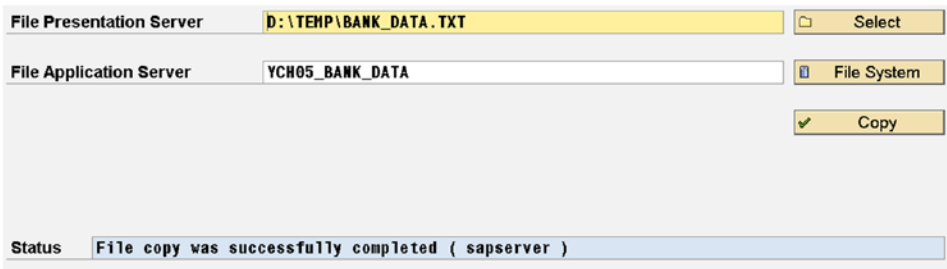 File Presentation Server D:\TEMP\BANK_DATA.TXT Select
File Application Server YCH05_BANK_DATA File System
Copy
Status File copy was successfully completed ( sapserver )